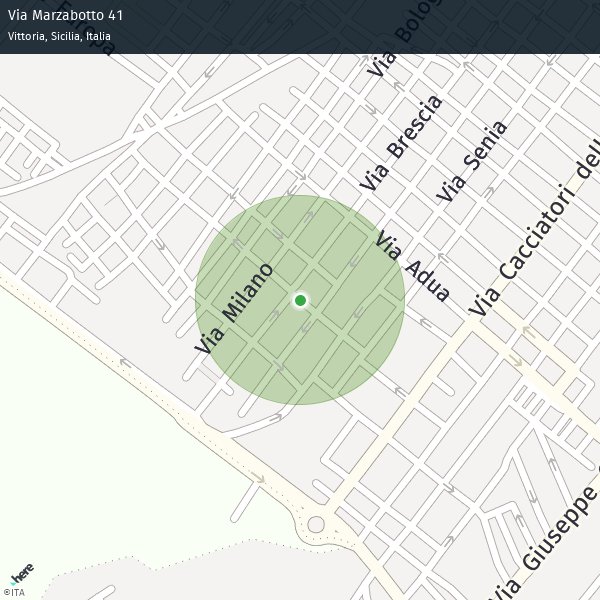 Via Marzabotto 41
Vittoria, Sicilia, Italia
Europa
Via Bolog
Via Brescia
Via Senia
Via Cacciatori dell
Via Adua
Via Milano
Via Giuseppe
here
©ITA